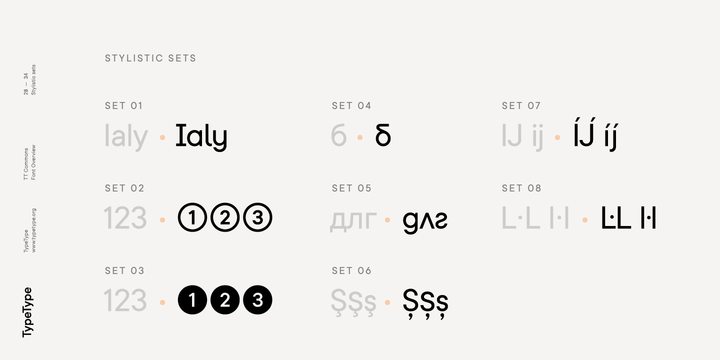 STYLISTIC SETS
SET 01
Ialy • Ialy
SET 02
123 • ①②③
SET 03
123 • ❶❷❸
SET 04
б • б
SET 05
длг • длг
SET 06
ŞŞş • ȘȘș
SET 07
IJ ij • ÍJ́ íj́
SET 08
L·L l·l • L·L l·l
28 — 34
Stylistic sets
TT Commons
Font Overview
TypeType
www.typetype.org
TypeType